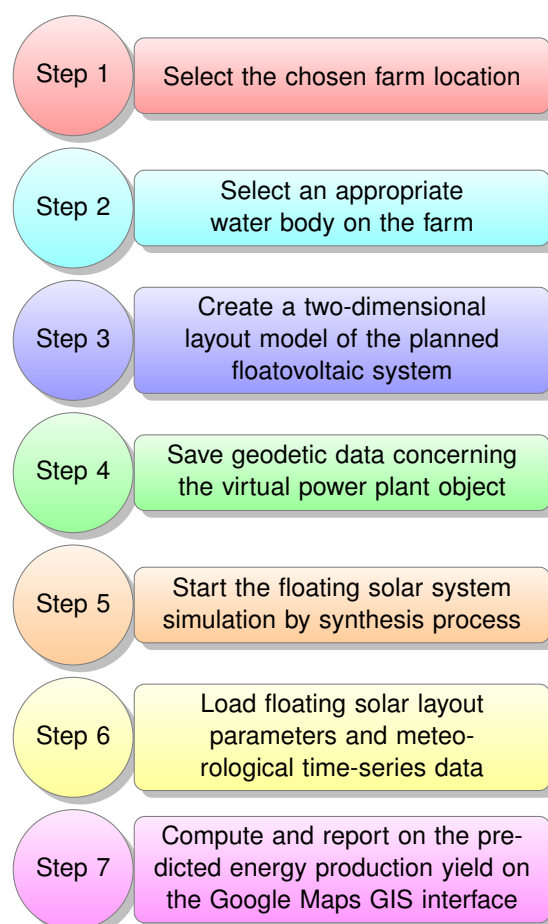 Step 1
Select the chosen farm location
Step 2
Select an appropriate
water body on the farm
Step 3
Create a two-dimensional
layout model of the planned
floatovoltaic system
Step 4
Save geodetic data concerning
the virtual power plant object
Step 5
Start the floating solar system
simulation by synthesis process
Step 6
Load floating solar layout
parameters and meteo-
rological time-series data
Step 7
Compute and report on the pre-
dicted energy production yield on
the Google Maps GIS interface